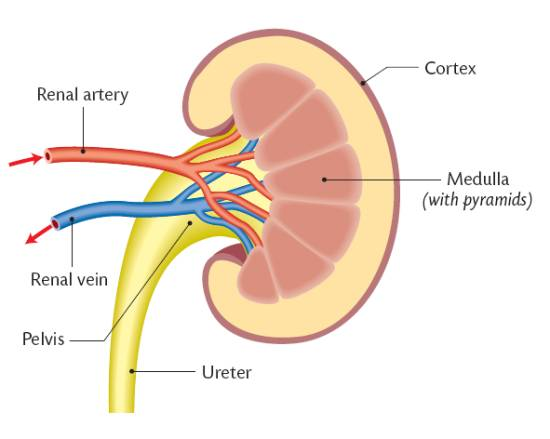 Cortex
Renal artery
Medulla
(with pyramids)
Renal vein
Pelvis
Ureter